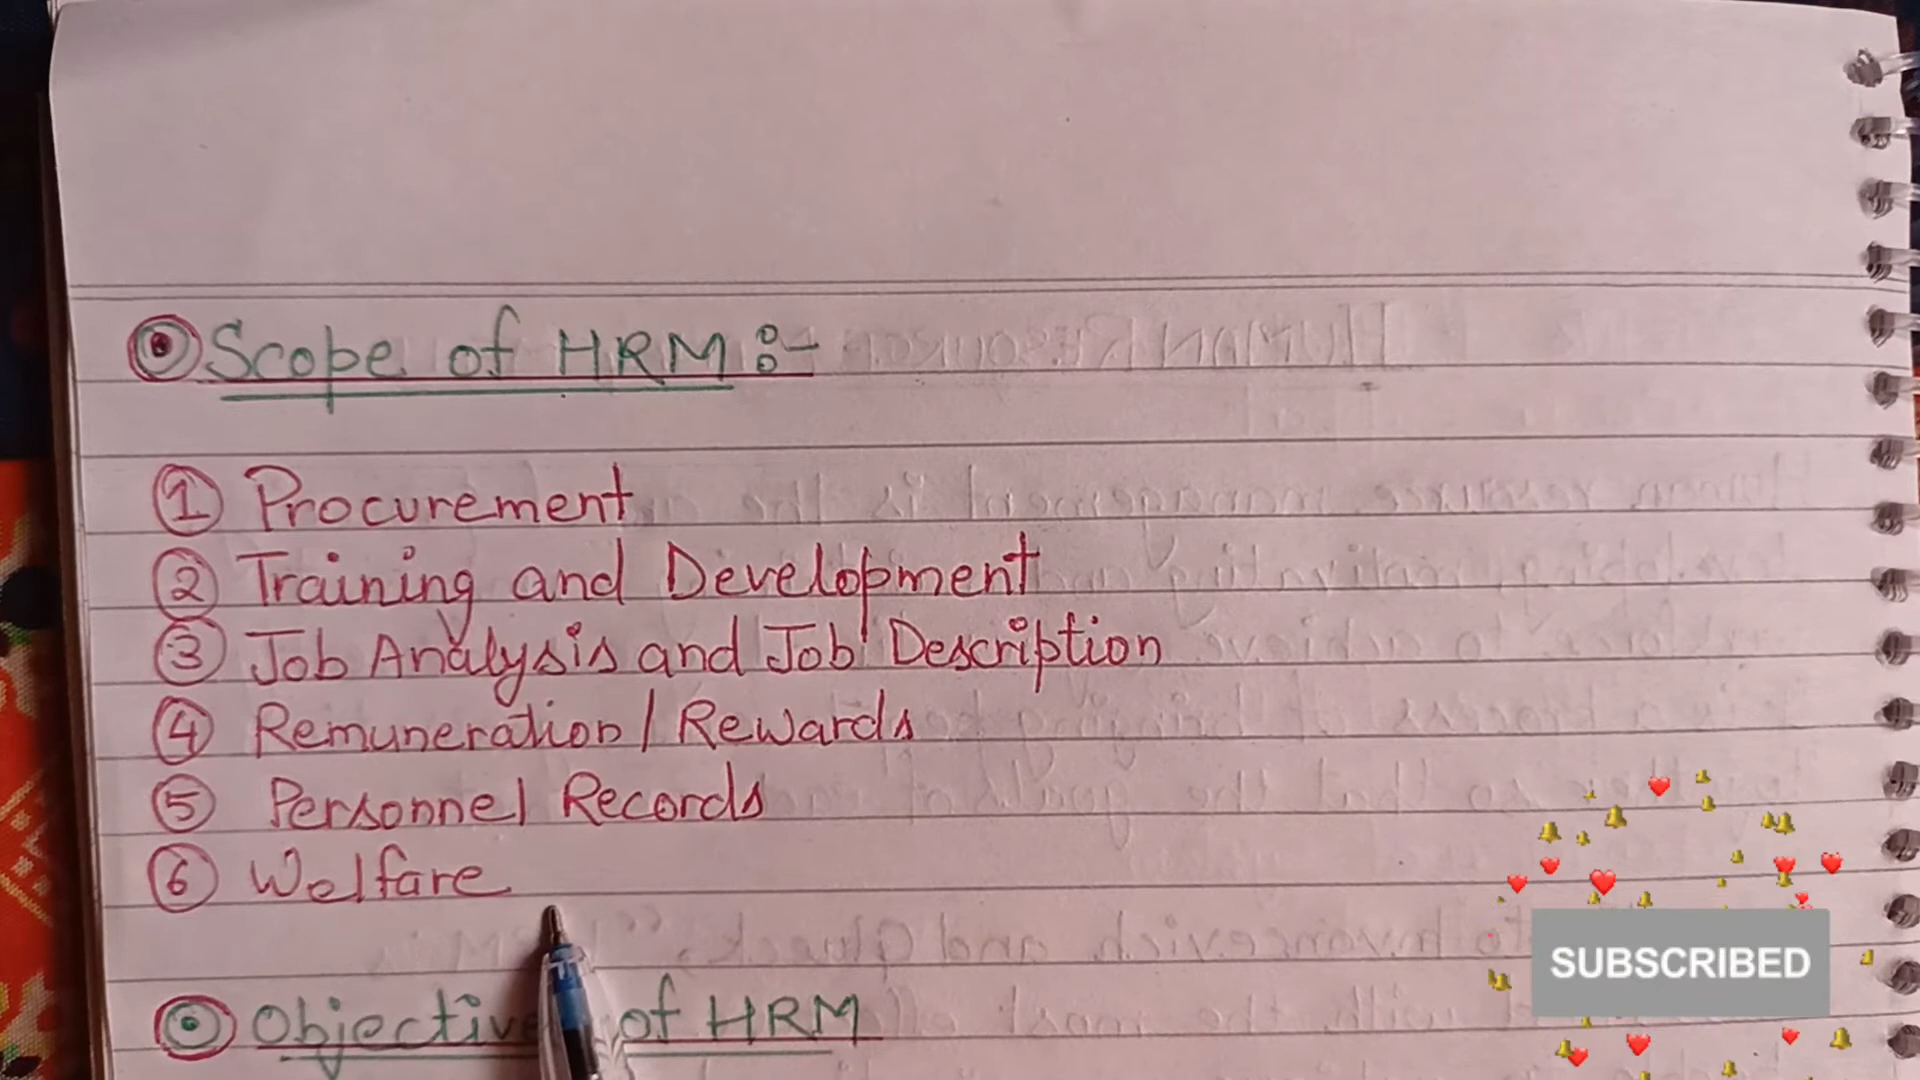 Scope of HRM :-
① Procurement
② Training and Development
③ Job Analysis and Job Description
④ Remuneration / Rewards
⑤ Personnel Records
⑥ Welfare
Objective of HRM
SUBSCRIBED